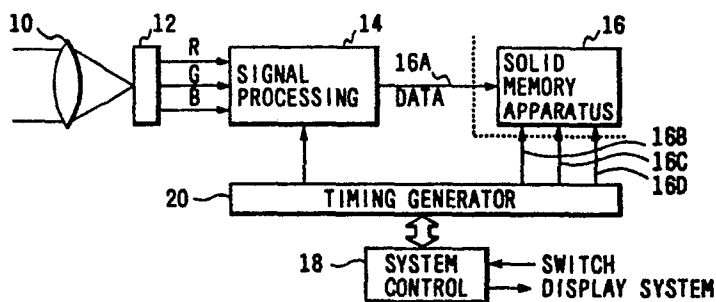 10
12
R
G
B
14
SIGNAL
PROCESSING
16A
DATA
16
SOLID
MEMORY
APPARATUS
16B
16C
16D
20
TIMING GENERATOR
18
SYSTEM
CONTROL
SWITCH
DISPLAY SYSTEM